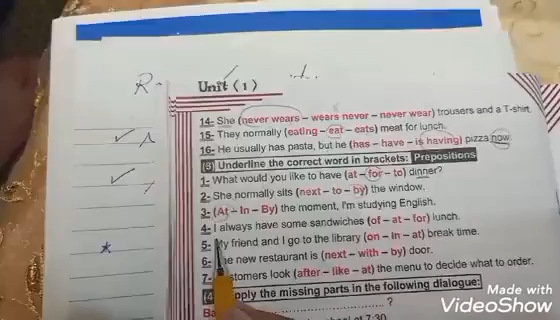 R-
Unit (1)
14- She (never wears – wears never – never wear) trousers and a T-shirt.
15- They normally (eating – eat – eats) meat for lunch.
16- He usually has pasta, but he (has – have – is having) pizza now.
(3) Underline the correct word in brackets: Prepositions
1- What would you like to have (at – for – to) dinner?
2- She normally sits (next – to – by) the window.
3- (At – In – By) the moment, I'm studying English.
4- I always have some sandwiches (of – at – for) lunch.
5- My friend and I go to the library (on – in – at) break time.
6- The new restaurant is (next – with – by) door.
7- Customers look (after – like – at) the menu to decide what to order.
(4) Supply the missing parts in the following dialogue:
?
at 7:30
Made with
VideoShow